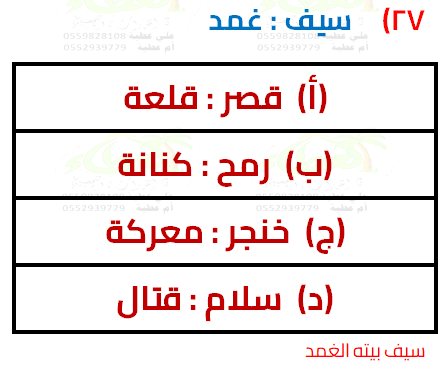 ٢٧) سيف : غمد
علي عطية 0559828108
أم عطية 0552939779
(أ) قصر : قلعة
(ب) رمح : كنانة
(ج) خنجر : معركة
(د) سلام : قتال
سيف بيته الغمد